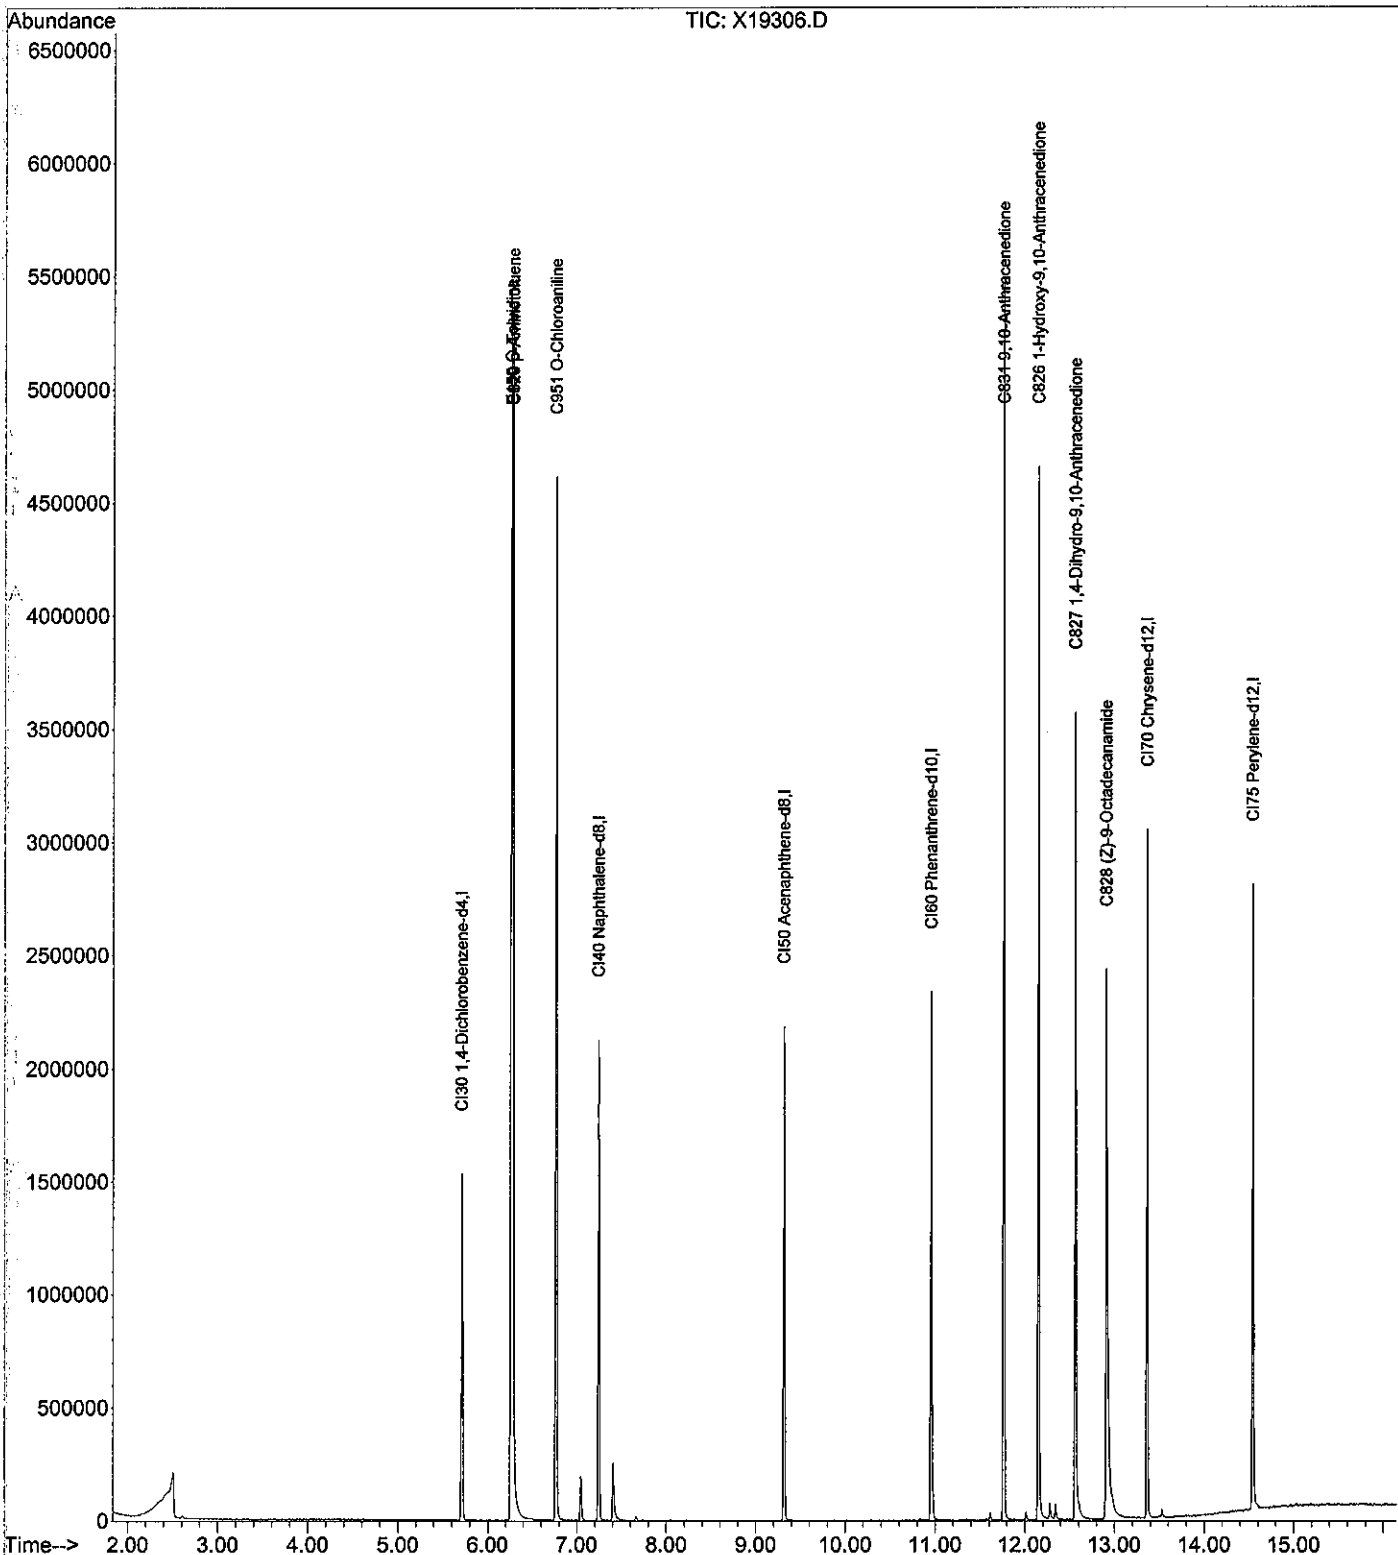 Abundance
TIC: X19306.D
6500000
6000000
5500000
5000000
4500000
4000000
3500000
3000000
2500000
2000000
1500000
1000000
500000
0
CI30 1,4-Dichlorobenzene-d4,I
C951 O-Chloroaniline
CI40 Naphthalene-d8,I
CI50 Acenaphthene-d8,I
CI60 Phenanthrene-d10,I
C831 9,10-Anthracenedione
C826 1-Hydroxy-9,10-Anthracenedione
C827 1,4-Dihydro-9,10-Anthracenedione
C828 (Z)-9-Octadecanamide
CI70 Chrysene-d12,I
CI75 Perylene-d12,I
Time--> 2.00 3.00 4.00 5.00 6.00 7.00 8.00 9.00 10.00 11.00 12.00 13.00 14.00 15.00